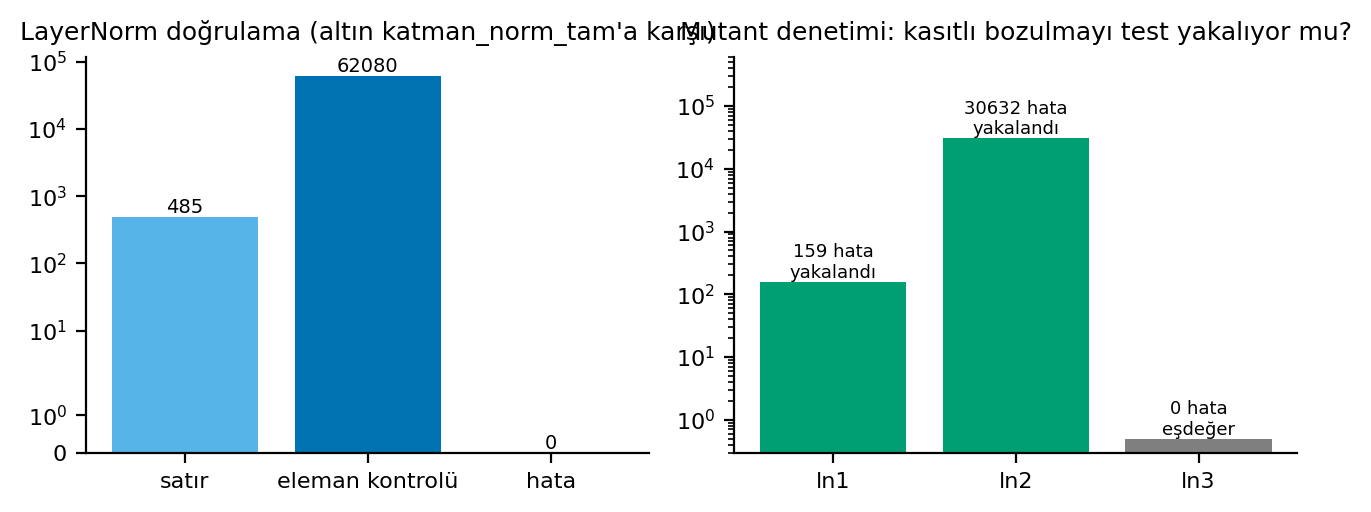 LayerNorm doğrulama (altın katman_norm_tam'a karşı)
10^5
10^4
10^3
10^2
10^1
10^0
0
485
62080
0
satır
eleman kontrolü
hata
Mutant denetimi: kasıtlı bozulmayı test yakalıyor mu?
10^5
10^4
10^3
10^2
10^1
10^0
159 hata
yakalandı
30632 hata
yakalandı
0 hata
eşdeğer
ln1
ln2
ln3